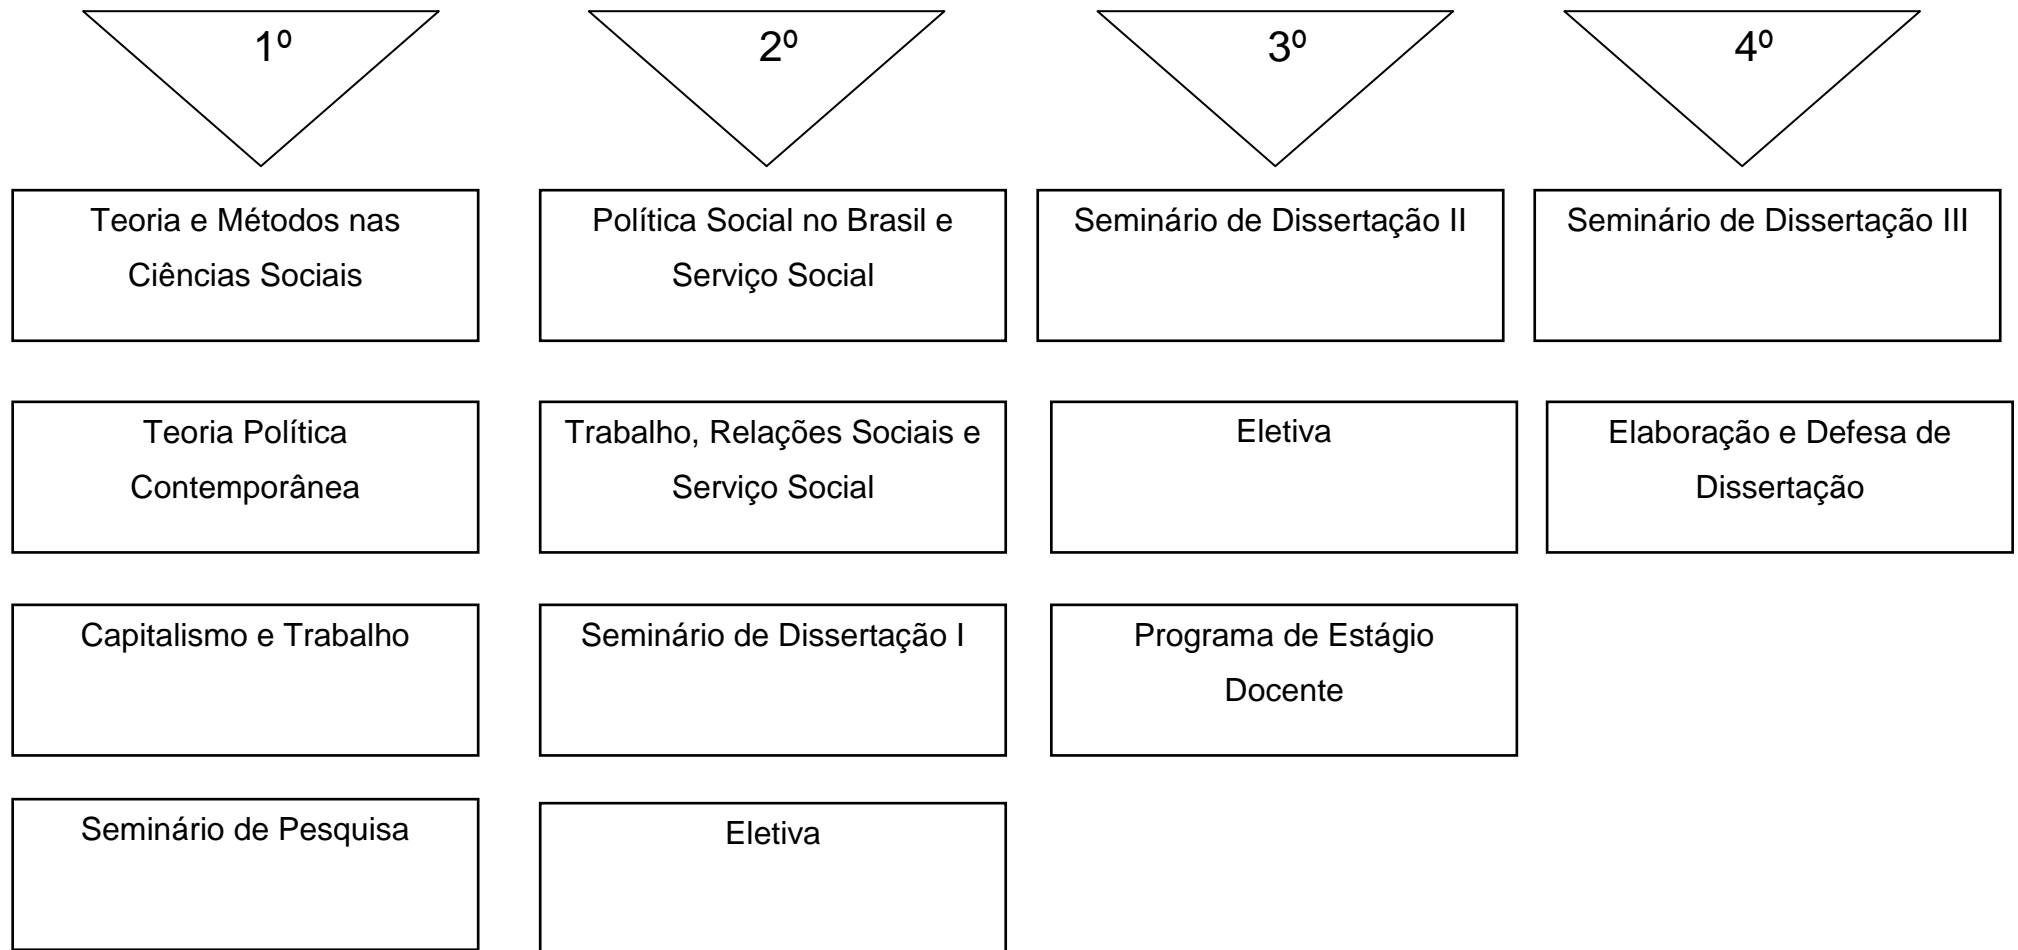 1º
2º
3º
4º
Teoria e Métodos nas
Ciências Sociais
Política Social no Brasil e
Serviço Social
Seminário de Dissertação II
Seminário de Dissertação III
Teoria Política
Contemporânea
Trabalho, Relações Sociais e
Serviço Social
Eletiva
Elaboração e Defesa de
Dissertação
Capitalismo e Trabalho
Seminário de Dissertação I
Programa de Estágio
Docente
Seminário de Pesquisa
Eletiva